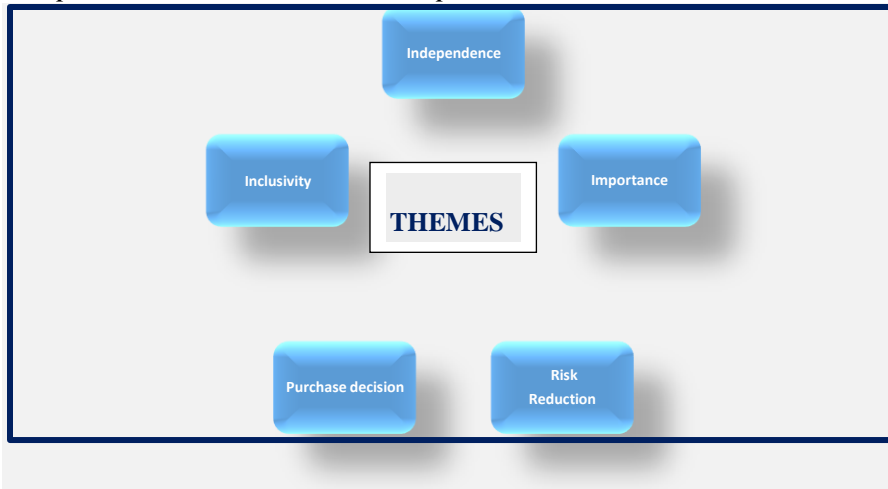 Independence
Inclusivity
Importance
THEMES
Purchase decision
Risk
Reduction